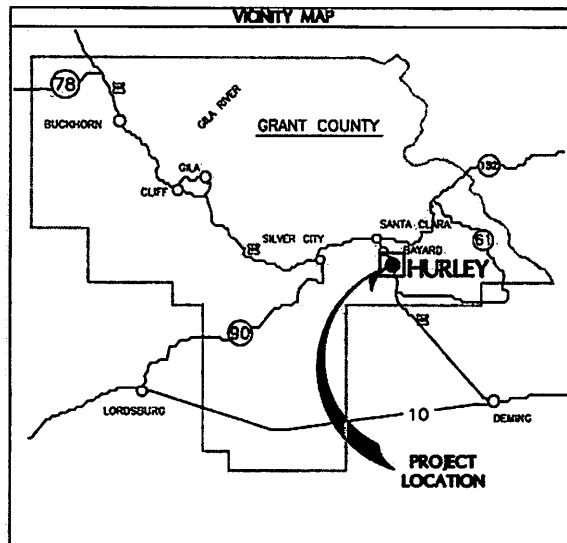 VICINITY MAP
78
BUCKHORN
GILA RIVER
GRANT COUNTY
GILA
CLIFF
152
SANTA CLARA
61
SILVER CITY
BAYARD
HURLEY
90
LORDSBURG
10
DEMING
PROJECT
LOCATION